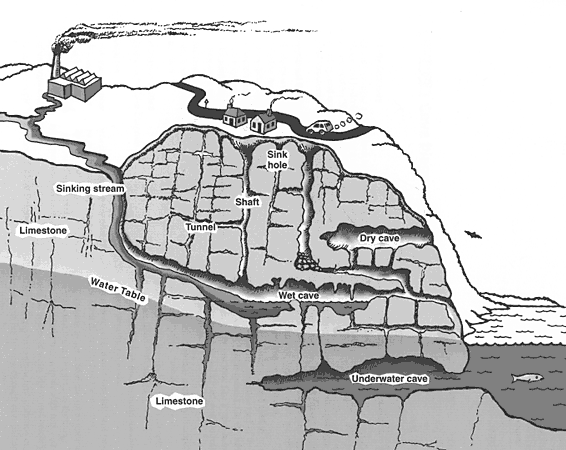 Sink
hole
Sinking stream
Shaft
Limestone
Tunnel
Dry cave
Water Table
Wet cave
Underwater cave
Limestone